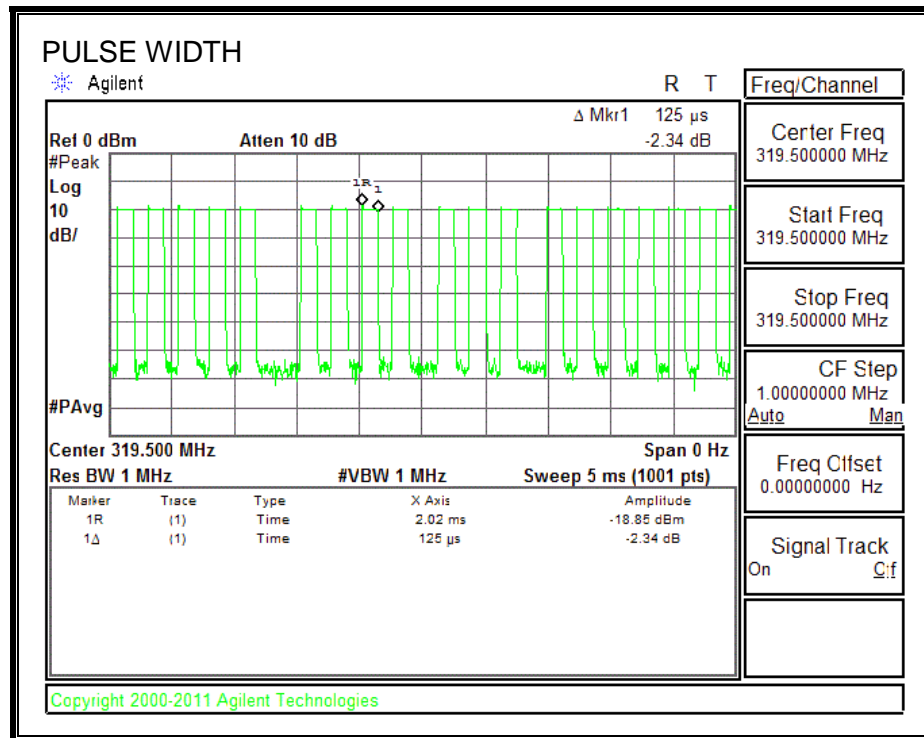 PULSE WIDTH
Agilent
R T
Δ Mkr1 125 µs
Ref 0 dBm Atten 10 dB -2.34 dB
#Peak
Log
10
dB/
1R 1
#PAvg
Center 319.500 MHz Span 0 Hz
Res BW 1 MHz #VBW 1 MHz Sweep 5 ms (1001 pts)
Marker Trace Type X Axis Amplitude
1R (1) Time 2.02 ms -18.85 dBm
1Δ (1) Time 125 µs -2.34 dB
Freq/Channel
Center Freq
319.500000 MHz
Start Freq
319.500000 MHz
Stop Freq
319.500000 MHz
CF Step
1.00000000 MHz
Auto Man
Freq Offset
0.00000000 Hz
Signal Track
On Off
Copyright 2000-2011 Agilent Technologies